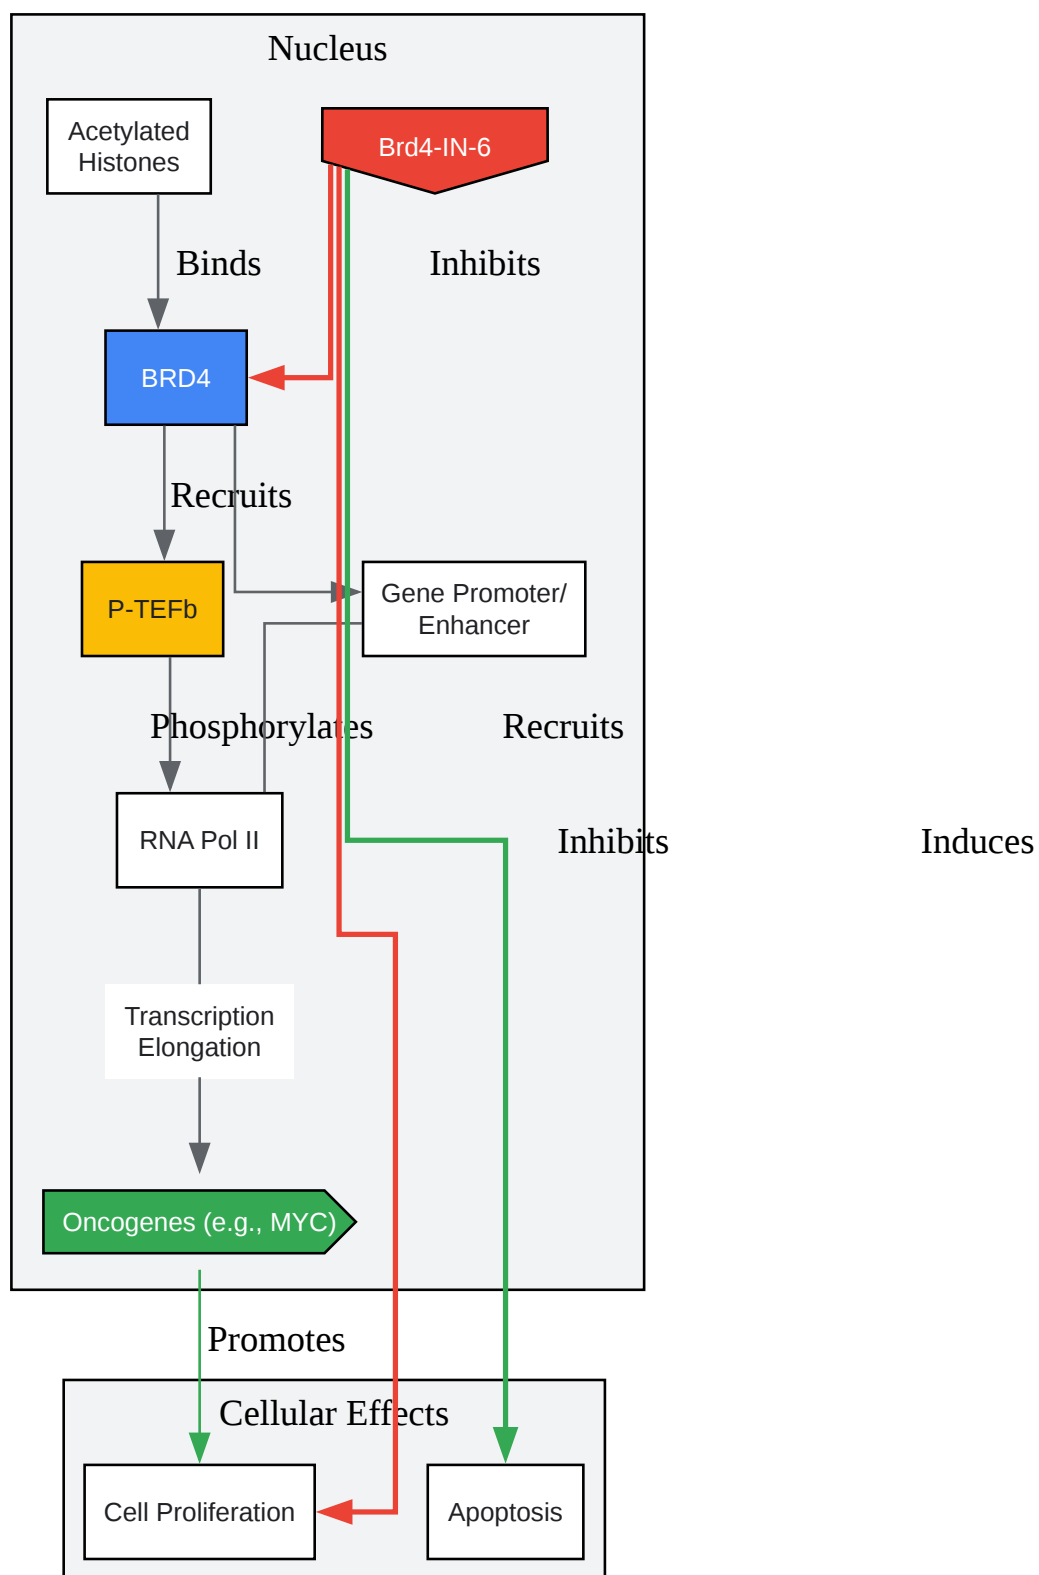 Nucleus
Acetylated
Histones
Brd4-IN-6
Binds
Inhibits
BRD4
Recruits
P-TEFb
Gene Promoter/
Enhancer
Phosphorylates
Recruits
RNA Pol II
Inhibits
Induces
Transcription
Elongation
Oncogenes (e.g., MYC)
Promotes
Cellular Effects
Cell Proliferation
Apoptosis